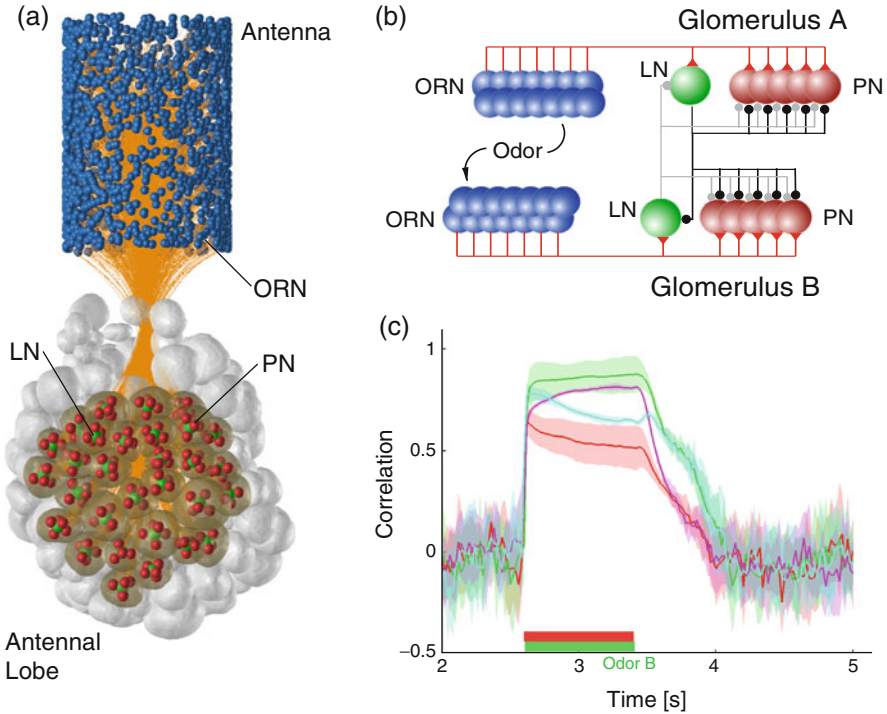 (a)
Antenna
ORN
LN
PN
Antennal
Lobe
(b)
Glomerulus A
ORN
LN
PN
Odor
ORN
LN
PN
Glomerulus B
(c)
1
0.5
0
−0.5
Correlation
Odor B
2
3
4
5
Time [s]